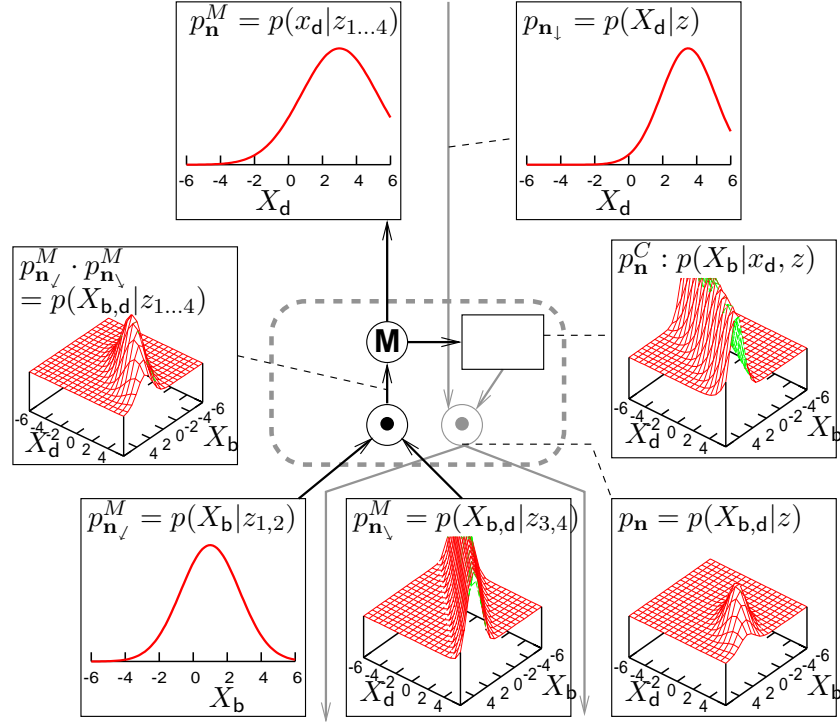 p_n^M = p(x_d|z_{1...4})
-6 -4 -2 0 2 4 6
X_d
p_{n↓} = p(X_d|z)
-6 -4 -2 0 2 4 6
X_d
p_{n↙}^M · p_{n↘}^M
= p(X_{b,d}|z_{1...4})
-6 -4 -2 0 2 4
X_d
4 2 0 -2 -4 -6
X_b
p_n^C : p(X_b|x_d, z)
-6 -4 -2 0 2 4
X_d
4 2 0 -2 -4 -6
X_b
M
p_{n↙}^M = p(X_b|z_{1,2})
-6 -4 -2 0 2 4 6
X_b
p_{n↘}^M = p(X_{b,d}|z_{3,4})
-6 -4 -2 0 2 4
X_d
4 2 0 -2 -4 -6
X_b
p_n = p(X_{b,d}|z)
-6 -4 -2 0 2 4
X_d
4 2 0 -2 -4 -6
X_b